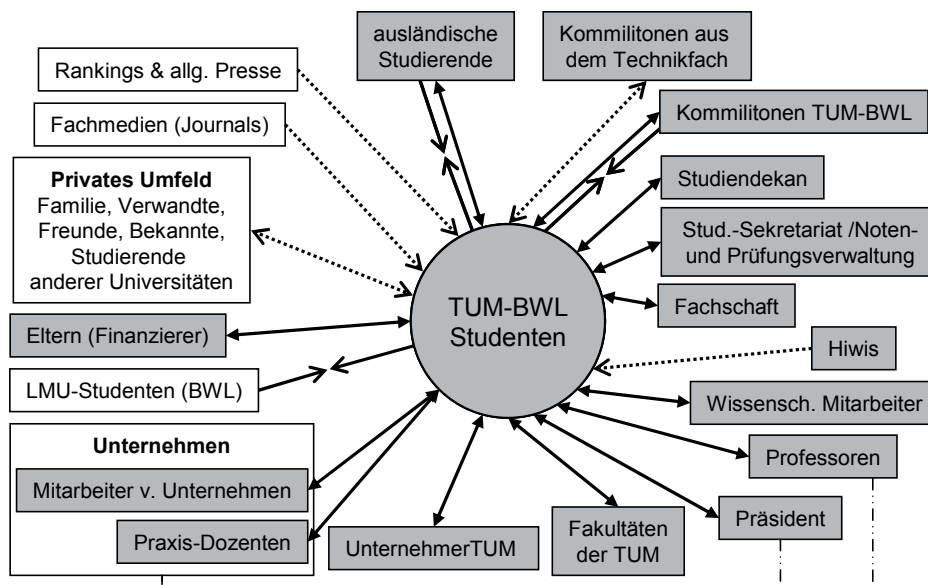 ausländische
Studierende
Kommilitonen aus
dem Technikfach
Rankings & allg. Presse
Fachmedien (Journals)
Kommilitonen TUM-BWL
Privates Umfeld
Familie, Verwandte,
Freunde, Bekannte,
Studierende
anderer Universitäten
Studiendekan
Stud.-Sekretariat /Noten-
und Prüfungsverwaltung
TUM-BWL
Studenten
Fachschaft
Eltern (Finanzierer)
Hiwis
LMU-Studenten (BWL)
Wissensch. Mitarbeiter
Unternehmen
Mitarbeiter v. Unternehmen
Praxis-Dozenten
Professoren
UnternehmerTUM
Fakultäten
der TUM
Präsident